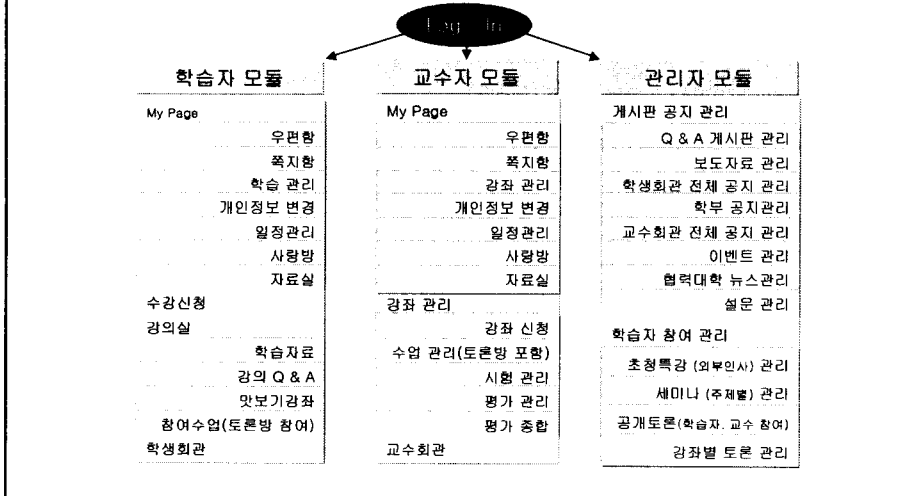 Log In
학습자 모듈
My Page
우편함
쪽지함
학습 관리
개인정보 변경
일정관리
사랑방
자료실
수강신청
강의실
학습자료
강의 Q & A
맛보기강좌
참여수업(토론방 참여)
학생회관
교수자 모듈
My Page
우편함
쪽지함
강좌 관리
개인정보 변경
일정관리
사랑방
자료실
강좌 관리
강좌 신청
수업 관리(토론방 포함)
시험 관리
평가 관리
평가 종합
교수회관
관리자 모듈
게시판 공지 관리
Q & A 게시판 관리
보도자료 관리
학생회관 전체 공지 관리
학부 공지관리
교수회관 전체 공지 관리
이벤트 관리
협력대학 뉴스관리
설문 관리
학습자 참여 관리
초청특강 (외부인사) 관리
세미나 (주제별) 관리
공개토론(학습자, 교수 참여)
강좌별 토론 관리